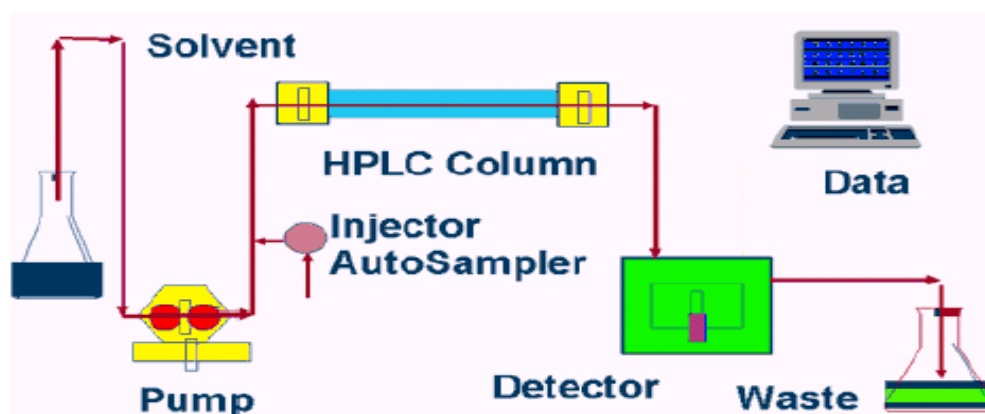 Solvent
HPLC Column
Data
Injector
AutoSampler
Pump
Detector
Waste